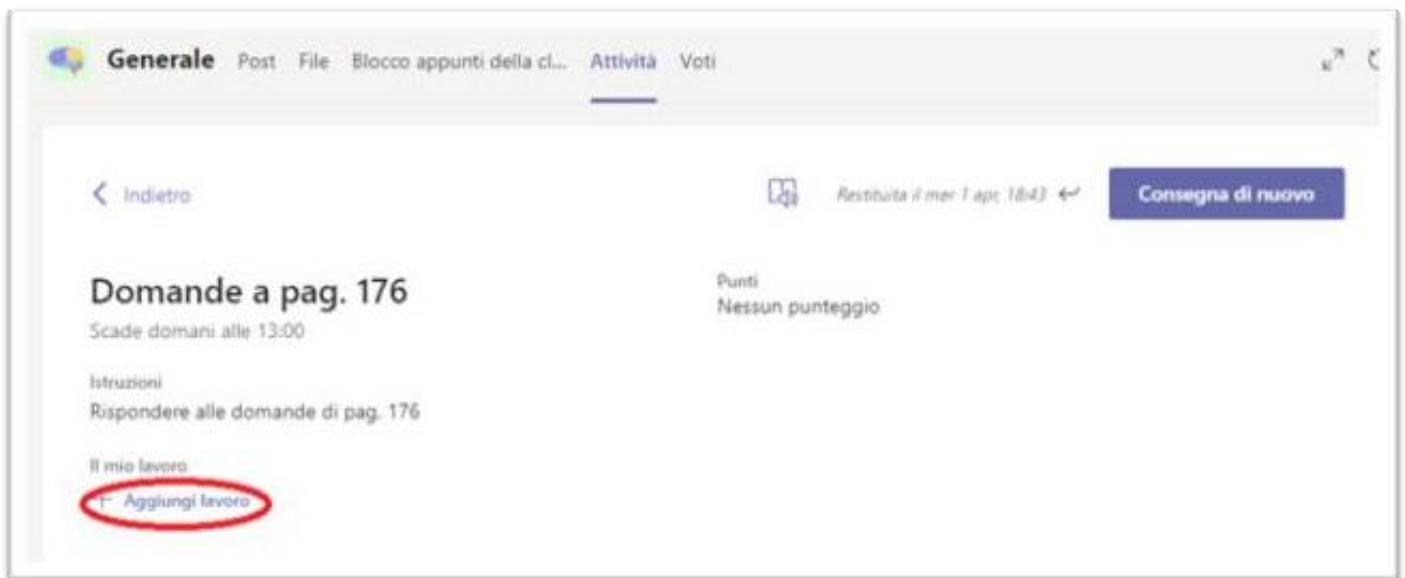 Generale Post File Blocco appunti della cl... Attività Voti
Indietro
Restituita il mer 1 apr, 18:43
Consegna di nuovo
Domande a pag. 176
Scade domani alle 13:00
Punti
Nessun punteggio
Istruzioni
Rispondere alle domande di pag. 176
Il mio lavoro
+ Aggiungi lavoro